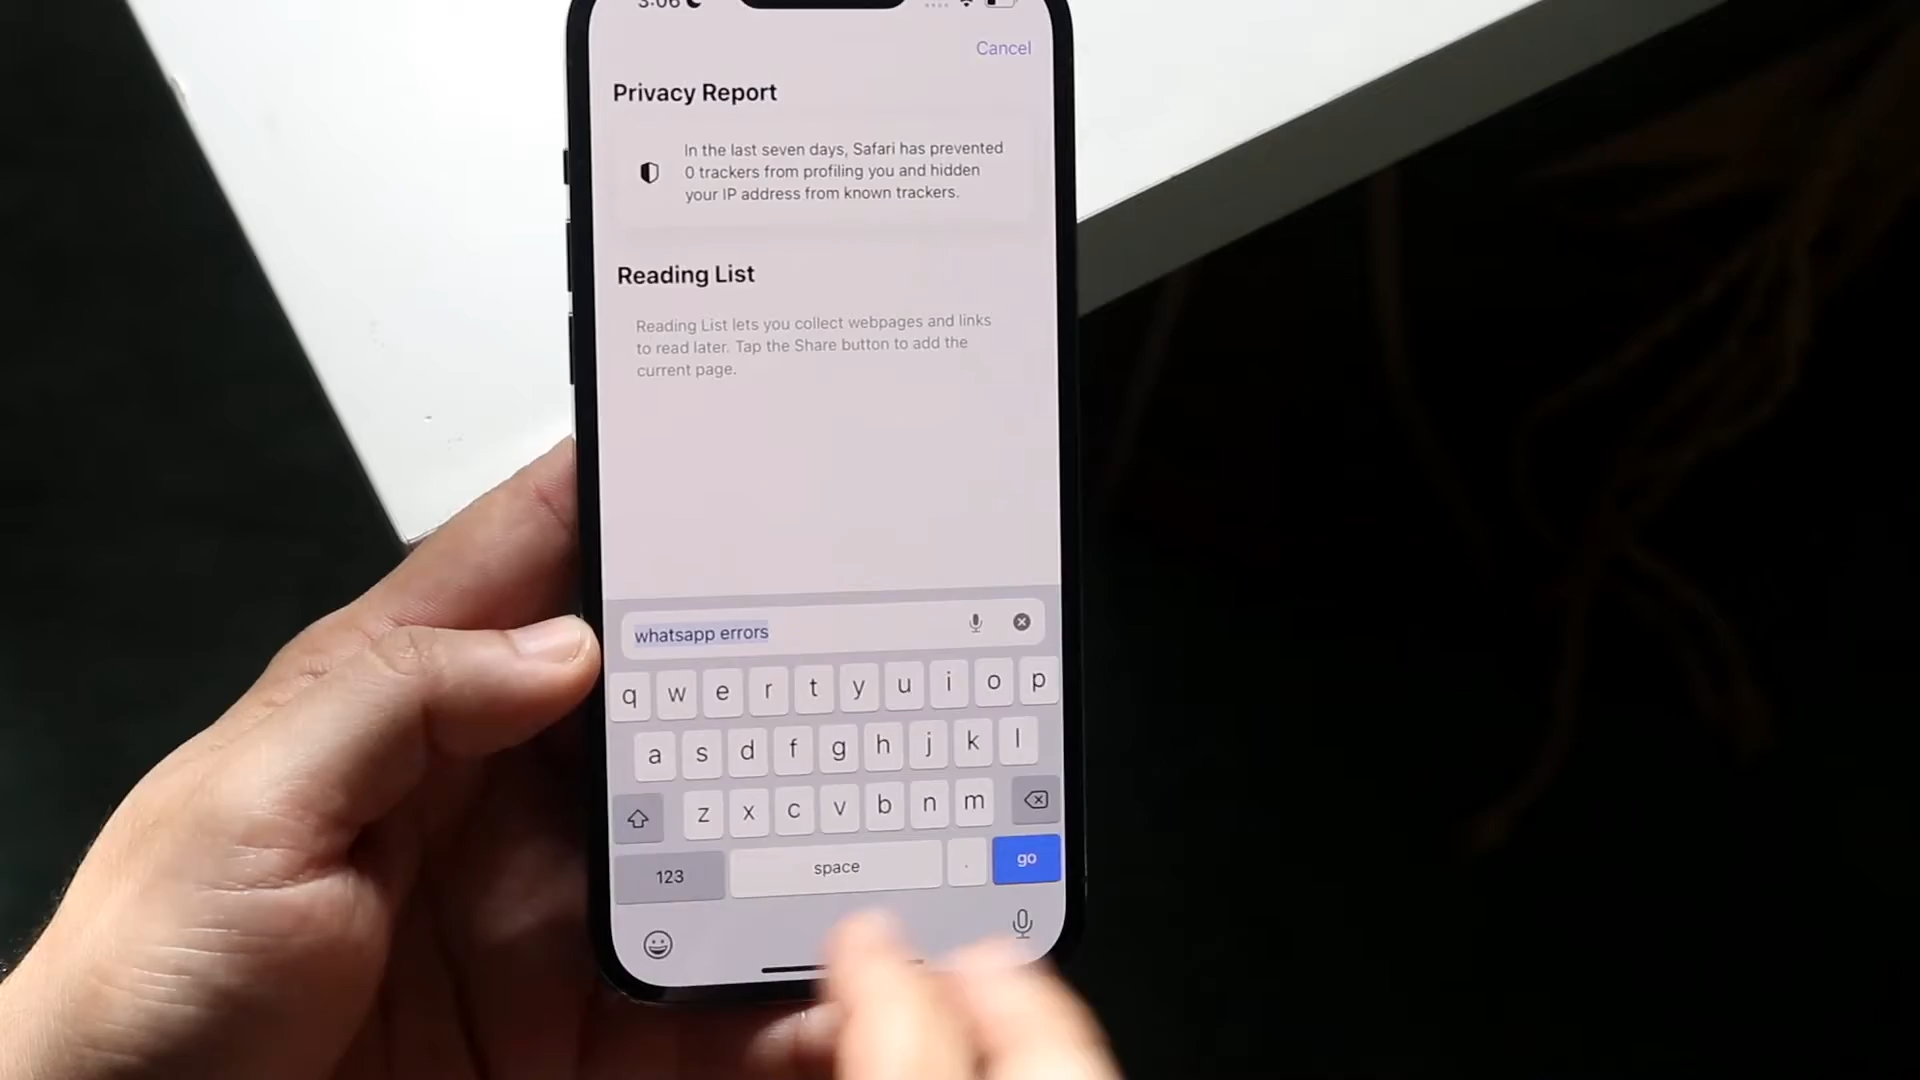 3:06
Cancel
Privacy Report
In the last seven days, Safari has prevented
0 trackers from profiling you and hidden
your IP address from known trackers.
Reading List
Reading List lets you collect webpages and links
to read later. Tap the Share button to add the
current page.
whatsapp errors
q w e r t y u i o p
a s d f g h j k l
z x c v b n m
123 space . go